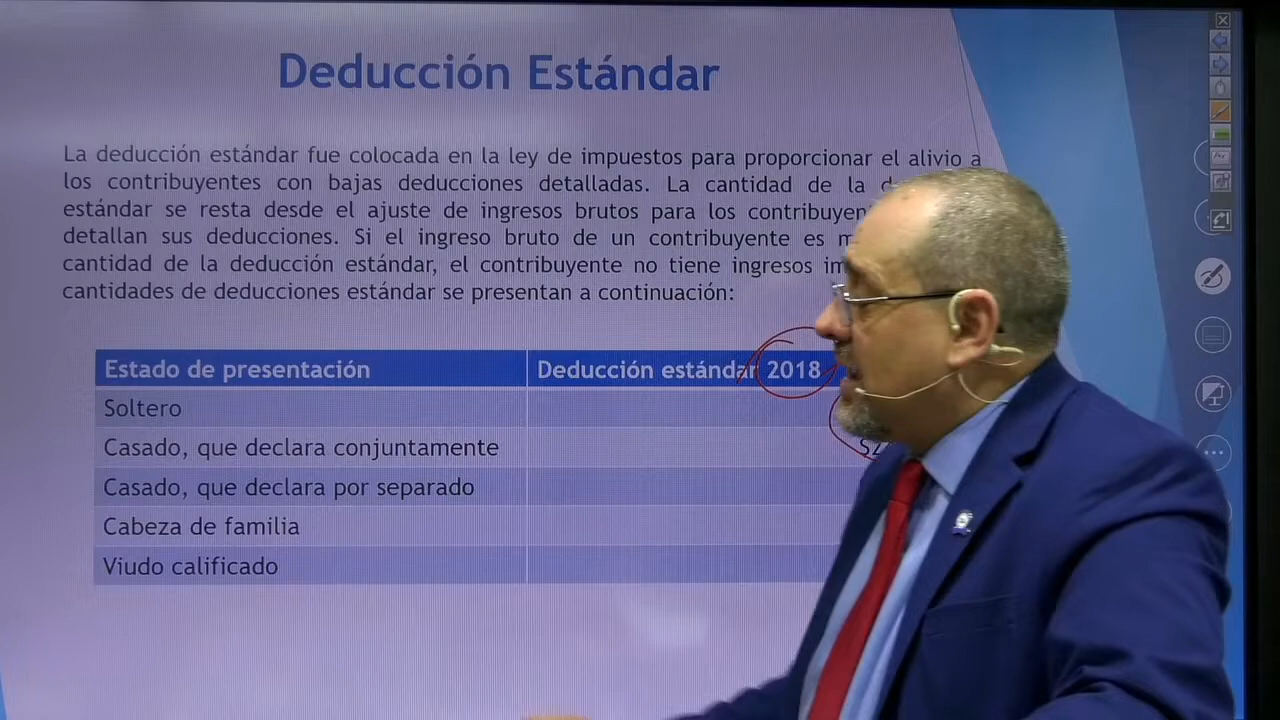 Deducción Estándar
La deducción estándar fue colocada en la ley de impuestos para proporcionar el alivio a
los contribuyentes con bajas deducciones detalladas. La cantidad de la
estándar se resta desde el ajuste de ingresos brutos para los
detallan sus deducciones. Si el ingreso bruto de un contribuyente es
cantidad de la deducción estándar, el contribuyente no tiene ingresos
cantidades de deducciones estándar se presentan a continuación:
Estado de presentación Deducción estándar 2018
Soltero
Casado, que declara conjuntamente
Casado, que declara por separado
Cabeza de familia
Viudo calificado